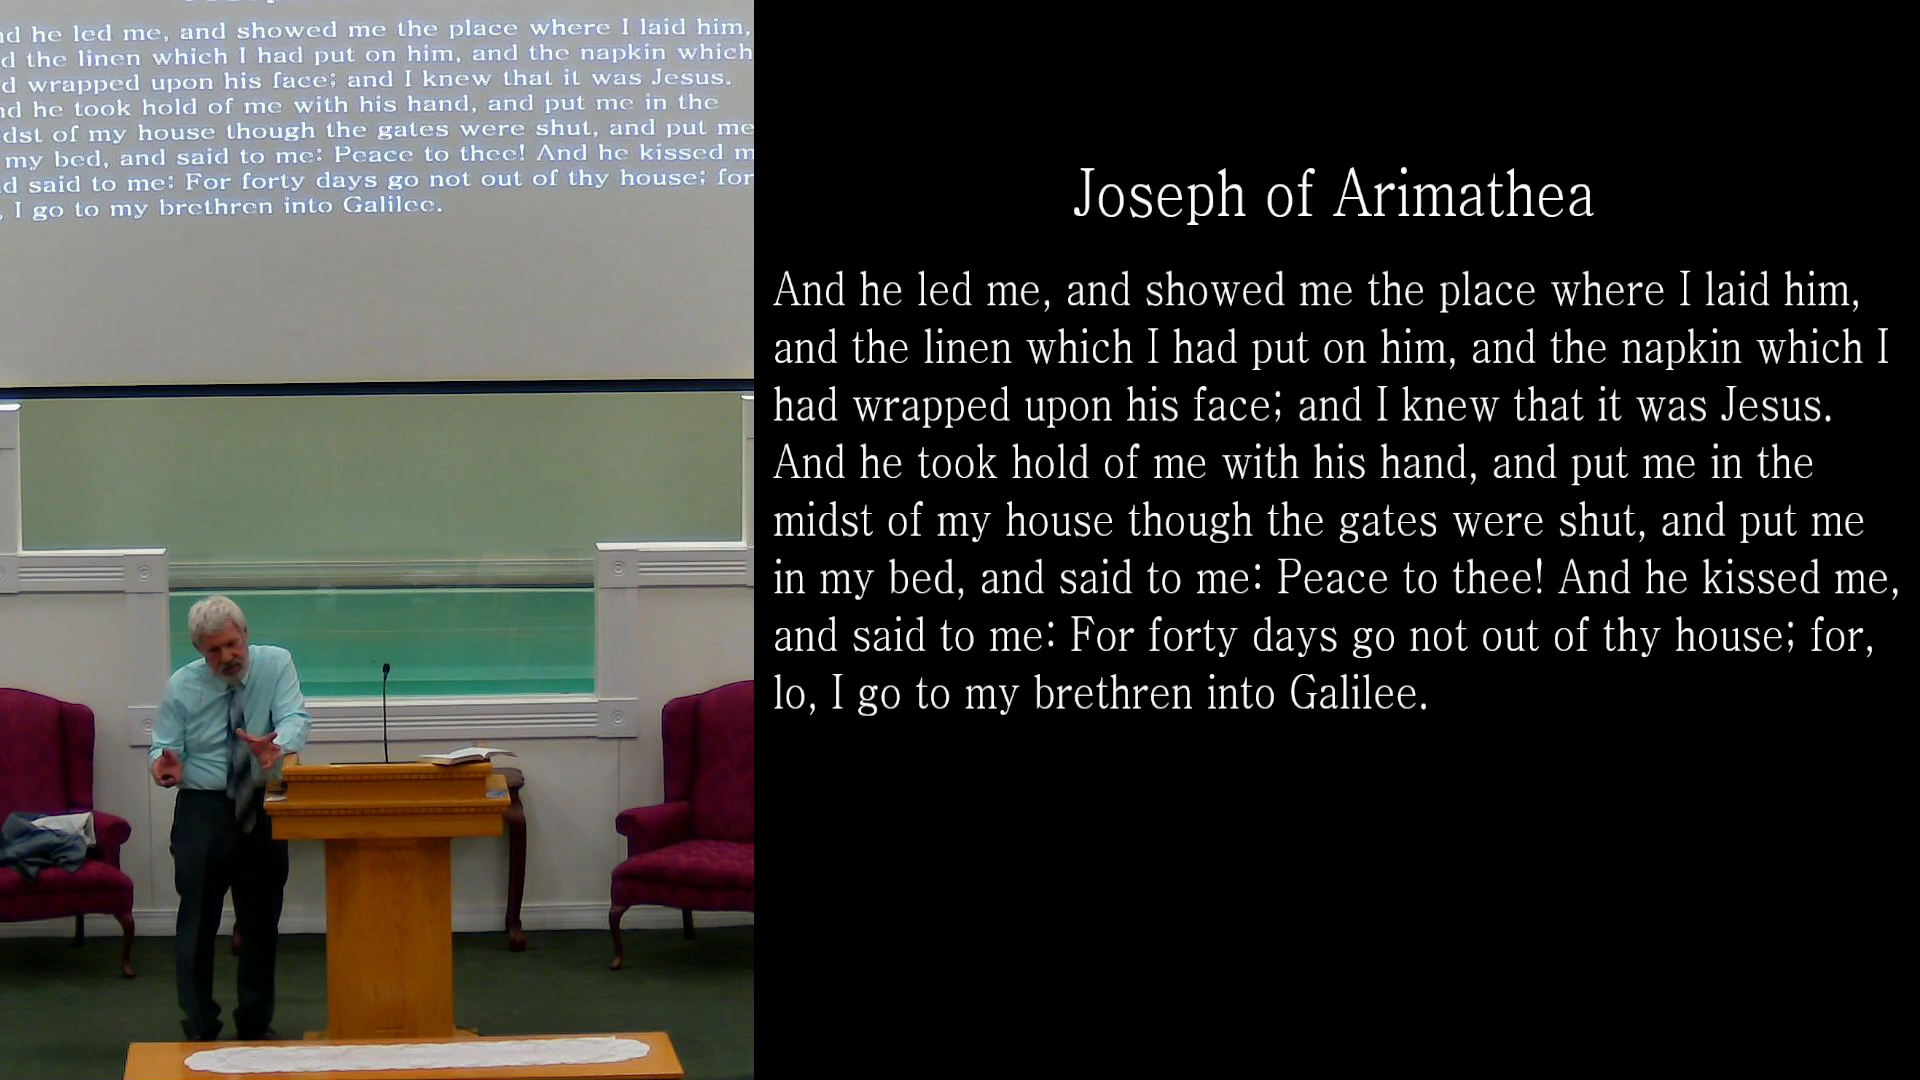 nd he led me, and showed me the place where I laid him,
d the linen which I had put on him, and the napkin which
d wrapped upon his face; and I knew that it was Jesus.
nd he took hold of me with his hand, and put me in the
dst of my house though the gates were shut, and put me
my bed, and said to me: Peace to thee! And he kissed m
d said to me: For forty days go not out of thy house; for
, I go to my brethren into Galilee.
Joseph of Arimathea
And he led me, and showed me the place where I laid him,
and the linen which I had put on him, and the napkin which I
had wrapped upon his face; and I knew that it was Jesus.
And he took hold of me with his hand, and put me in the
midst of my house though the gates were shut, and put me
in my bed, and said to me: Peace to thee! And he kissed me,
and said to me: For forty days go not out of thy house; for,
lo, I go to my brethren into Galilee.